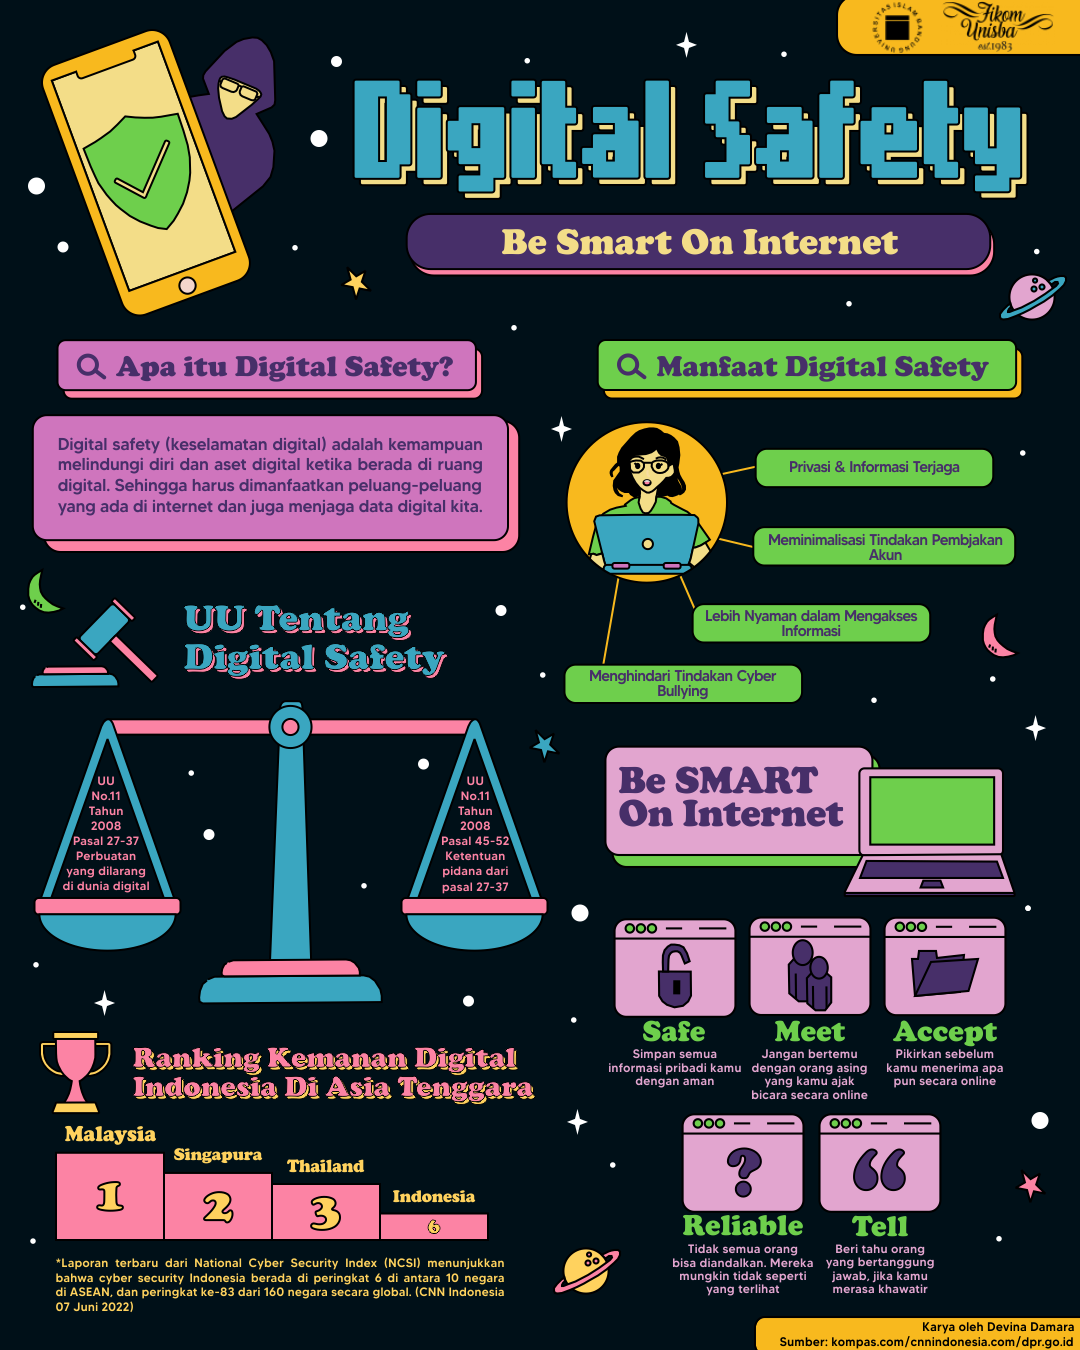 UNIVERSITAS ISLAM BANDUNG
Fikom
Unisba
est.1983
Digital Safety
Be Smart On Internet
Apa itu Digital Safety?
Digital safety (keselamatan digital) adalah kemampuan
melindungi diri dan aset digital ketika berada di ruang
digital. Sehingga harus dimanfaatkan peluang-peluang
yang ada di internet dan juga menjaga data digital kita.
Manfaat Digital Safety
Privasi & Informasi Terjaga
Meminimalisasi Tindakan Pembjakan
Akun
Lebih Nyaman dalam Mengakses
Informasi
Menghindari Tindakan Cyber
Bullying
UU Tentang
Digital Safety
UU
No.11
Tahun
2008
Pasal 27-37
Perbuatan
yang dilarang
di dunia digital
UU
No.11
Tahun
2008
Pasal 45-52
Ketentuan
pidana dari
pasal 27-37
Be SMART
On Internet
Safe
Simpan semua
informasi pribadi kamu
dengan aman
Meet
Jangan bertemu
dengan orang asing
yang kamu ajak
bicara secara online
Accept
Pikirkan sebelum
kamu menerima apa
pun secara online
Reliable
Tidak semua orang
bisa diandalkan. Mereka
mungkin tidak seperti
yang terlihat
Tell
Beri tahu orang
yang bertanggung
jawab, jika kamu
merasa khawatir
Ranking Kemanan Digital
Indonesia Di Asia Tenggara
Malaysia
1
Singapura
2
Thailand
3
Indonesia
6
*Laporan terbaru dari National Cyber Security Index (NCSI) menunjukkan
bahwa cyber security Indonesia berada di peringkat 6 di antara 10 negara
di ASEAN, dan peringkat ke-83 dari 160 negara secara global. (CNN Indonesia
07 Juni 2022)
Karya oleh Devina Damara
Sumber: kompas.com/cnnindonesia.com/dpr.go.id